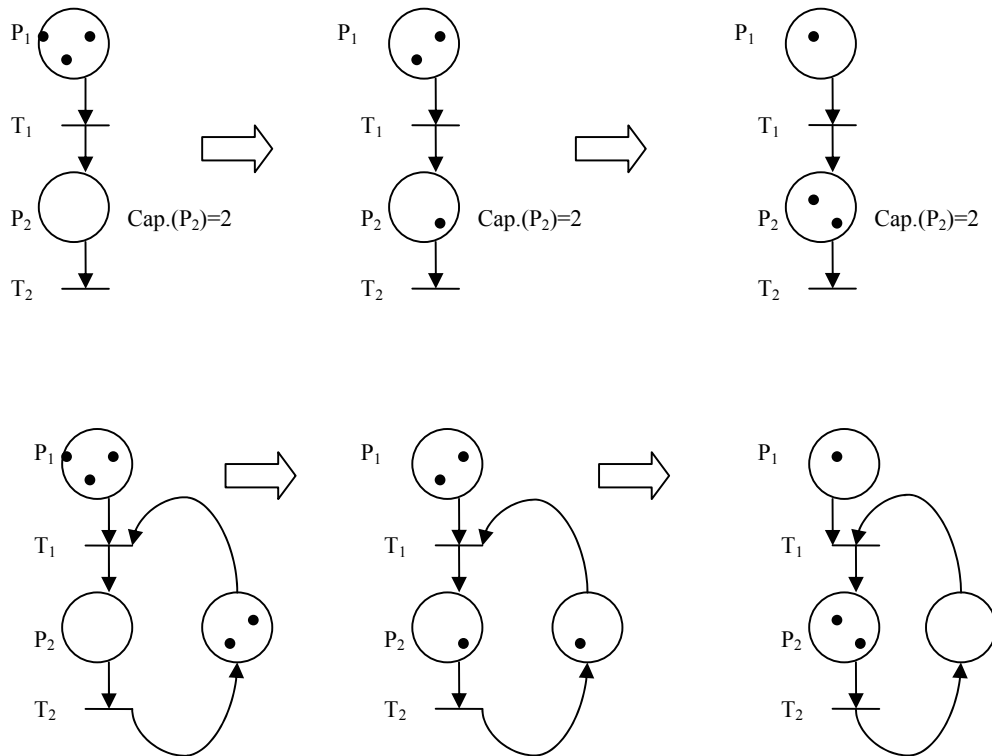 P₁ P₁ P₁
T₁ T₁ T₁
P₂ Cap.(P₂)=2 P₂ Cap.(P₂)=2 P₂ Cap.(P₂)=2
T₂ T₂ T₂
P₁ P₁ P₁
T₁ T₁ T₁
P₂ P₂ P₂
T₂ T₂ T₂